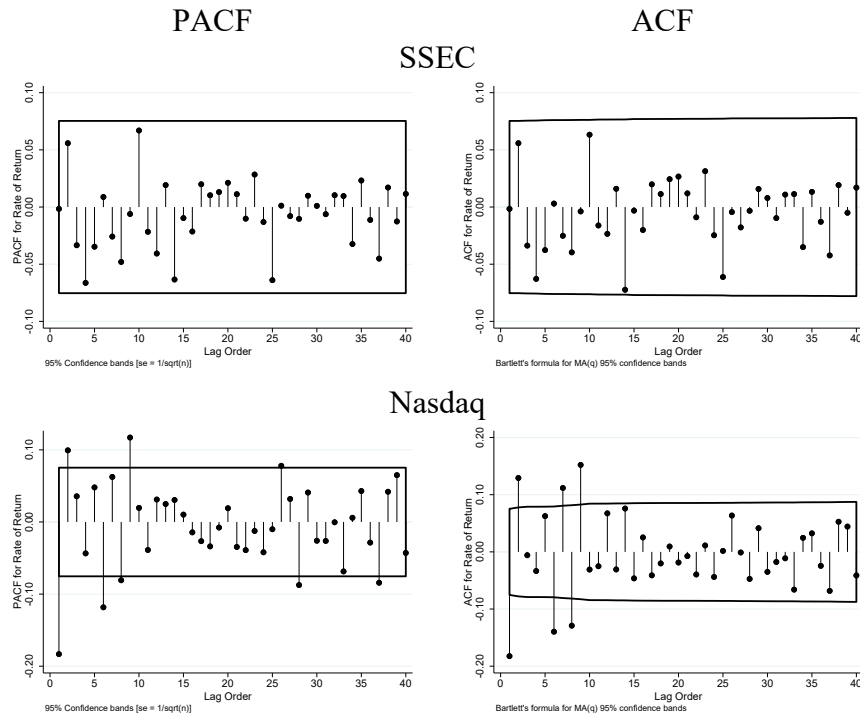 PACF ACF
SSEC
0.10
0.05
0.00
-0.05
-0.10
PACF for Rate of Return
0 5 10 15 20 25 30 35 40
Lag Order
95% Confidence bands [se = 1/sqrt(n)]
0.10
0.05
0.00
-0.05
-0.10
ACF for Rate of Return
0 5 10 15 20 25 30 35 40
Lag Order
Bartlett's formula for MA(q) 95% confidence bands
Nasdaq
0.10
0.00
-0.10
-0.20
PACF for Rate of Return
0 5 10 15 20 25 30 35 40
Lag Order
95% Confidence bands [se = 1/sqrt(n)]
0.20
0.10
0.00
-0.10
-0.20
ACF for Rate of Return
0 5 10 15 20 25 30 35 40
Lag Order
Bartlett's formula for MA(q) 95% confidence bands